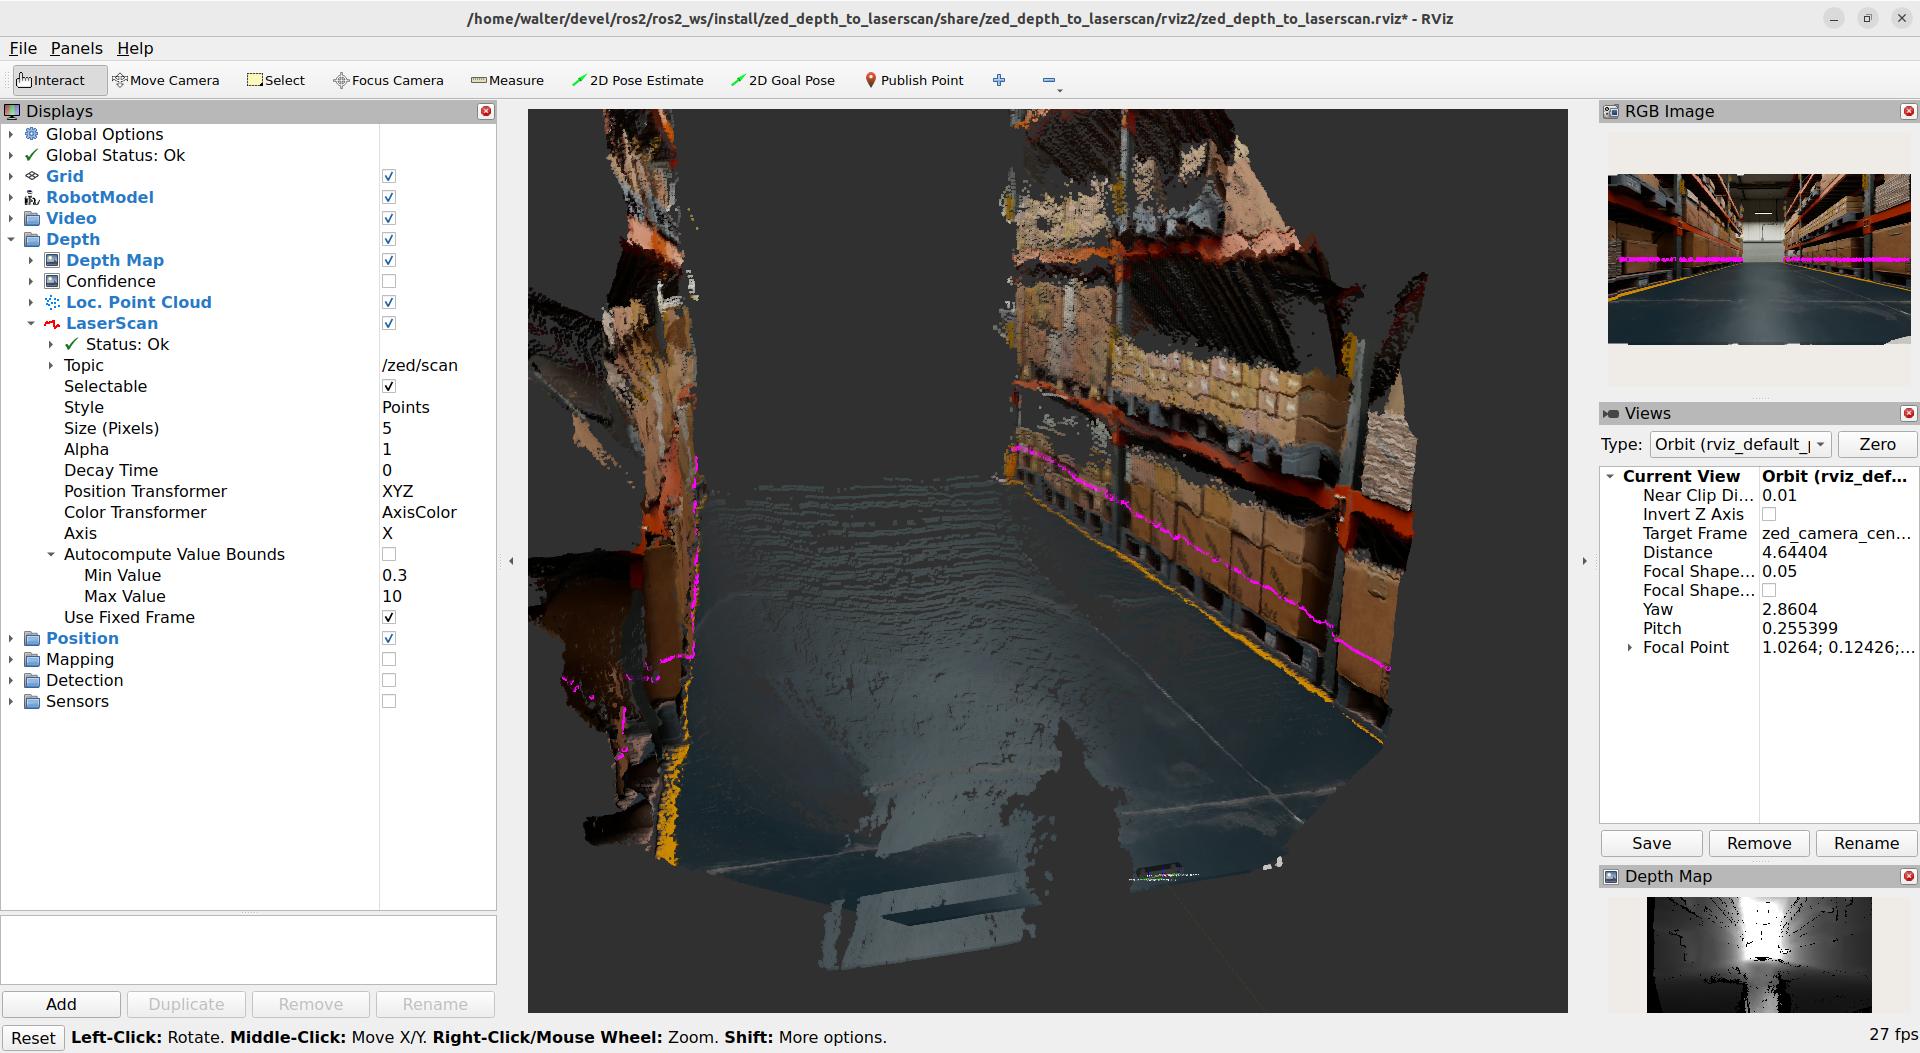 /home/walter/devel/ros2/ros2_ws/install/zed_depth_to_laserscan/share/zed_depth_to_laserscan/rviz2/zed_depth_to_laserscan.rviz* - RViz
File Panels Help
Interact Move Camera Select Focus Camera Measure 2D Pose Estimate 2D Goal Pose Publish Point
Displays
Global Options
Global Status: Ok
Grid
RobotModel
Video
Depth
Depth Map
Confidence
Loc. Point Cloud
LaserScan
Status: Ok
Topic /zed/scan
Selectable
Style Points
Size (Pixels) 5
Alpha 1
Decay Time 0
Position Transformer XYZ
Color Transformer AxisColor
Axis X
Autocompute Value Bounds
Min Value 0.3
Max Value 10
Use Fixed Frame
Position
Mapping
Detection
Sensors
Add Duplicate Remove Rename
RGB Image
Views
Type: Orbit (rviz_default_ Zero
Current View Orbit (rviz_def...
Near Clip Di... 0.01
Invert Z Axis
Target Frame zed_camera_cen...
Distance 4.64404
Focal Shape... 0.05
Focal Shape...
Yaw 2.8604
Pitch 0.255399
Focal Point 1.0264; 0.12426;...
Save Remove Rename
Depth Map
Reset Left-Click: Rotate. Middle-Click: Move X/Y. Right-Click/Mouse Wheel: Zoom. Shift: More options. 27 fps